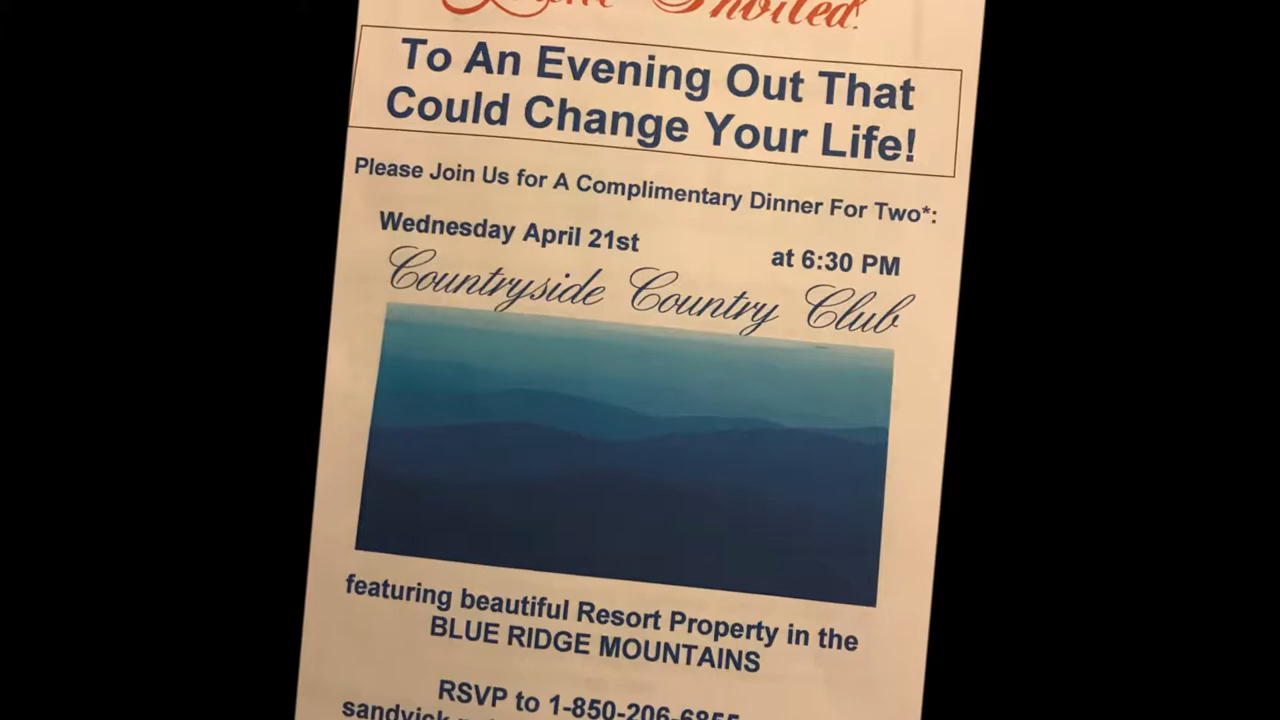 Invited!
To An Evening Out That
Could Change Your Life!
Please Join Us for A Complimentary Dinner For Two*:
Wednesday April 21st at 6:30 PM
Countryside Country Club
featuring beautiful Resort Property in the
BLUE RIDGE MOUNTAINS
RSVP to 1-850-206-6855